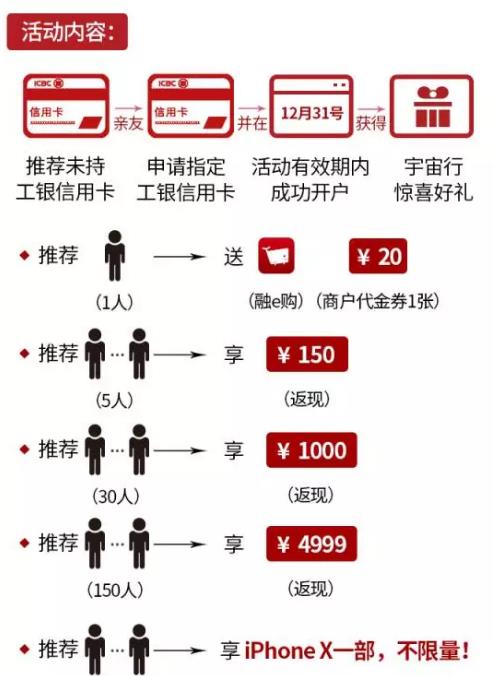 活动内容：
ICBC ICBC
信用卡 信用卡 12月31号
亲友 并在 获得
推荐未持 申请指定 活动有效期内 宇宙行
工银信用卡 工银信用卡 成功开户 惊喜好礼
推荐 送 ¥ 20
（1人） （融e购）（商户代金券1张）
推荐 ... 享 ¥ 150
（5人） （返现）
推荐 ... 享 ¥ 1000
（30人） （返现）
推荐 ... 享 ¥ 4999
（150人） （返现）
推荐 ... 享 iPhone X一部，不限量！